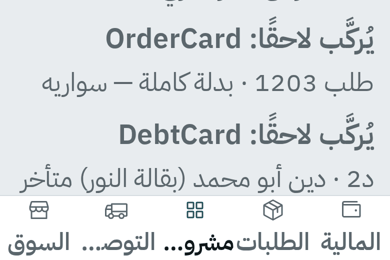 يُركَّب لاحقًا: OrderCard
طلب 1203 · بدلة كاملة — سواريه
يُركَّب لاحقًا: DebtCard
د2 · دين أبو محمد (بقالة النور) متأخر
المالية الطلبات مشرو... التوص... السوق